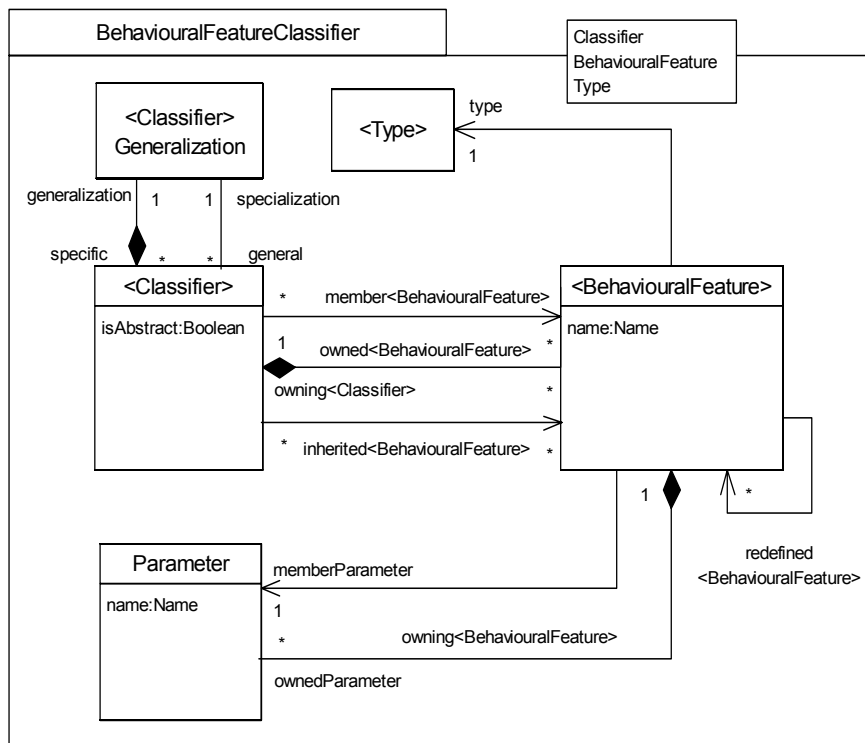 BehaviouralFeatureClassifier
Classifier
BehaviouralFeature
Type
<Classifier>
Generalization
<Type>
type
1
generalization
1
1
specialization
specific
*
*
general
<Classifier>
isAbstract:Boolean
<BehaviouralFeature>
name:Name
*
member<BehaviouralFeature>
*
1
owned<BehaviouralFeature>
owning<Classifier>
*
*
inherited<BehaviouralFeature>
*
1
*
redefined
<BehaviouralFeature>
Parameter
name:Name
memberParameter
1
*
owning<BehaviouralFeature>
ownedParameter